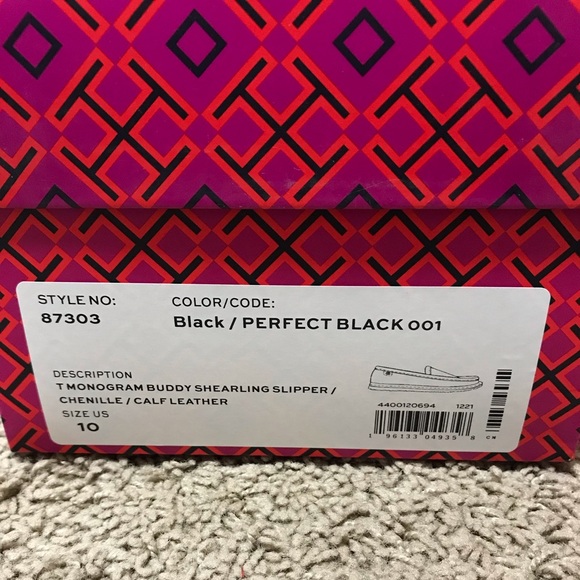 STYLE NO:
87303
COLOR/CODE:
Black / PERFECT BLACK 001
DESCRIPTION
T MONOGRAM BUDDY SHEARLING SLIPPER /
CHENILLE / CALF LEATHER
SIZE US
10
4400120694 1221
1 96133 04935 8 CN